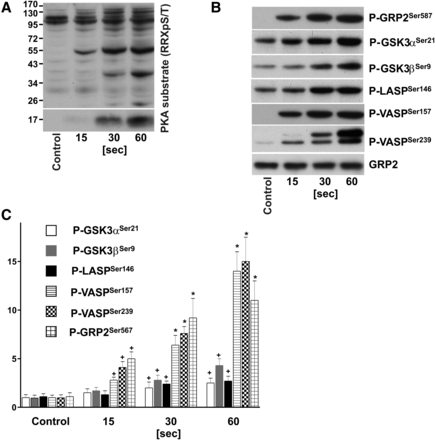 A
170
130
95
72
55
43
34
26
17
PKA substrate (RRXpS/T)
Control
15
30
60
[sec]
B
P-GRP2Ser587
P-GSK3αSer21
P-GSK3βSer9
P-LASPSer146
P-VASPSer157
P-VASPSer239
GRP2
Control
15
30
60
[sec]
C
P-GSK3αSer21
P-GSK3βSer9
P-LASPSer146
P-VASPSer157
P-VASPSer239
P-GRP2Ser567
15
10
5
0
+ + +
+ + + * * *
+ + + * * *
Control
15
30
60
[sec]